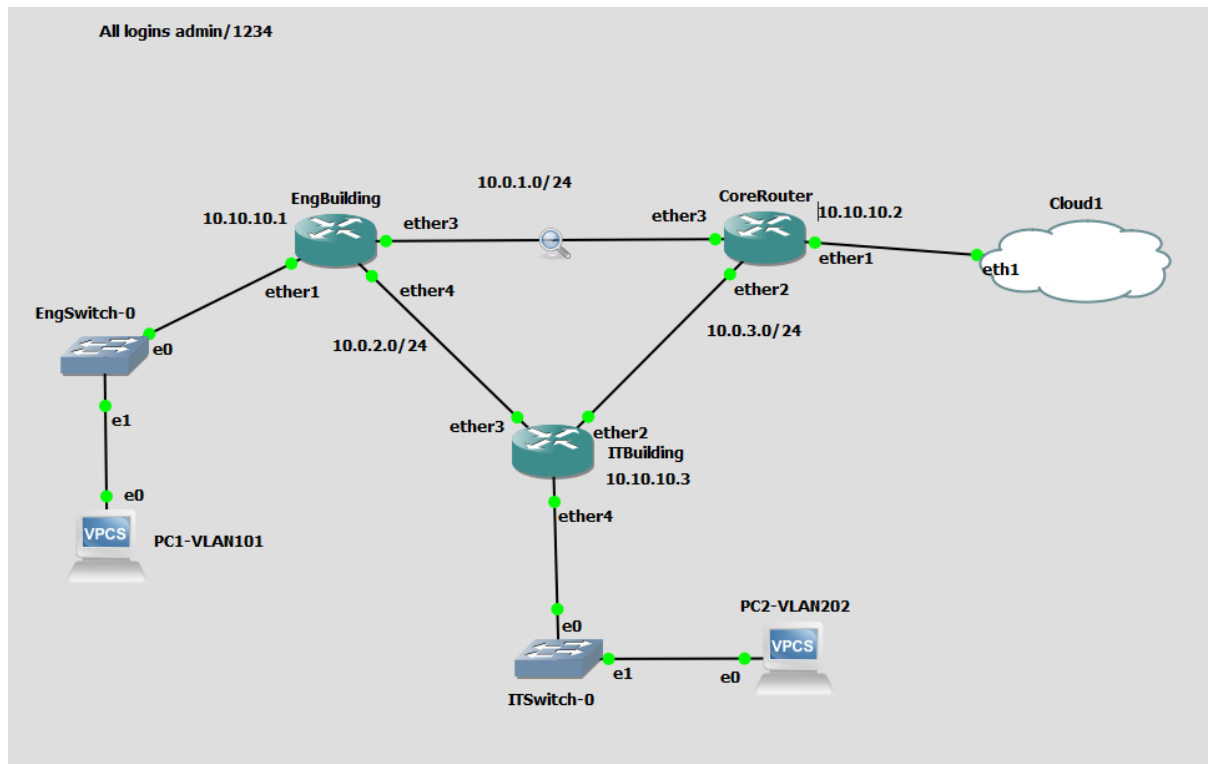 All logins admin/1234
10.0.1.0/24
EngBuilding
CoreRouter
Cloud1
10.10.10.1
ether3
ether3
10.10.10.2
ether1
eth1
ether1
ether4
ether2
EngSwitch-0
e0
10.0.2.0/24
10.0.3.0/24
e1
ether3
ether2
ITBuilding
10.10.10.3
e0
ether4
VPCS
PC1-VLAN101
PC2-VLAN202
e0
VPCS
e1
e0
ITSwitch-0